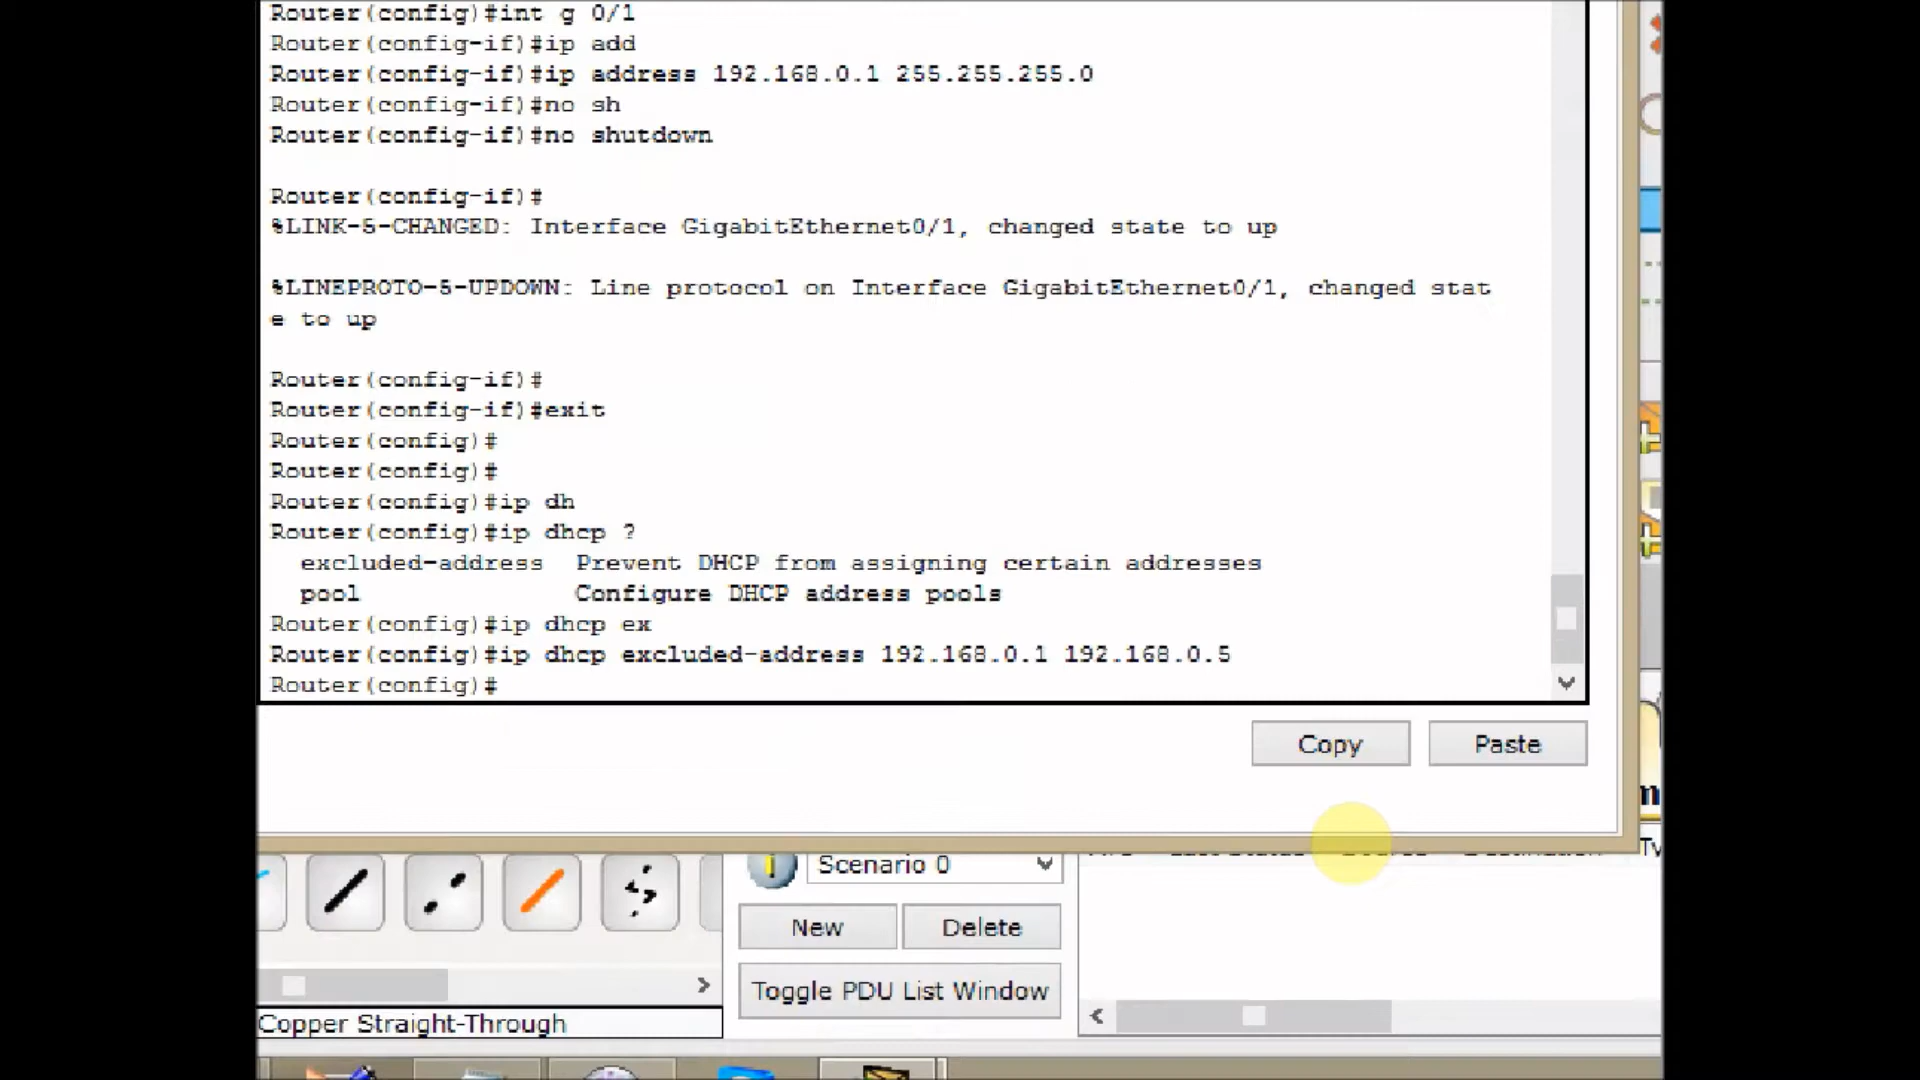 Router(config)#int g 0/1
Router(config-if)#ip add
Router(config-if)#ip address 192.168.0.1 255.255.255.0
Router(config-if)#no sh
Router(config-if)#no shutdown
Router(config-if)#
%LINK-5-CHANGED: Interface GigabitEthernet0/1, changed state to up
%LINEPROTO-5-UPDOWN: Line protocol on Interface GigabitEthernet0/1, changed stat
e to up
Router(config-if)#
Router(config-if)#exit
Router(config)#
Router(config)#
Router(config)#ip dh
Router(config)#ip dhcp ?
excluded-address Prevent DHCP from assigning certain addresses
pool Configure DHCP address pools
Router(config)#ip dhcp ex
Router(config)#ip dhcp excluded-address 192.168.0.1 192.168.0.5
Router(config)#
Copy Paste
Scenario 0
New Delete
Toggle PDU List Window
Copper Straight-Through